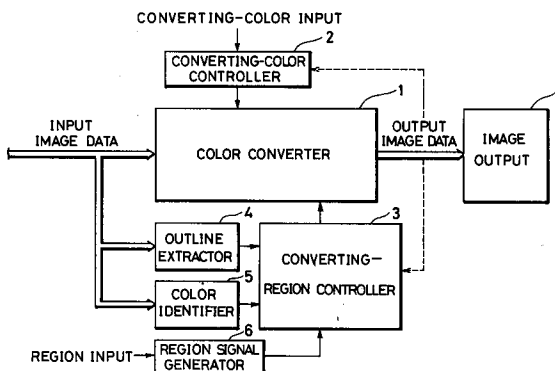 CONVERTING-COLOR INPUT
2
CONVERTING-COLOR
CONTROLLER
1
INPUT
IMAGE DATA
COLOR CONVERTER
OUTPUT
IMAGE DATA
IMAGE
OUTPUT
4
OUTLINE
EXTRACTOR
3
CONVERTING-
REGION CONTROLLER
5
COLOR
IDENTIFIER
6
REGION INPUT
REGION SIGNAL
GENERATOR